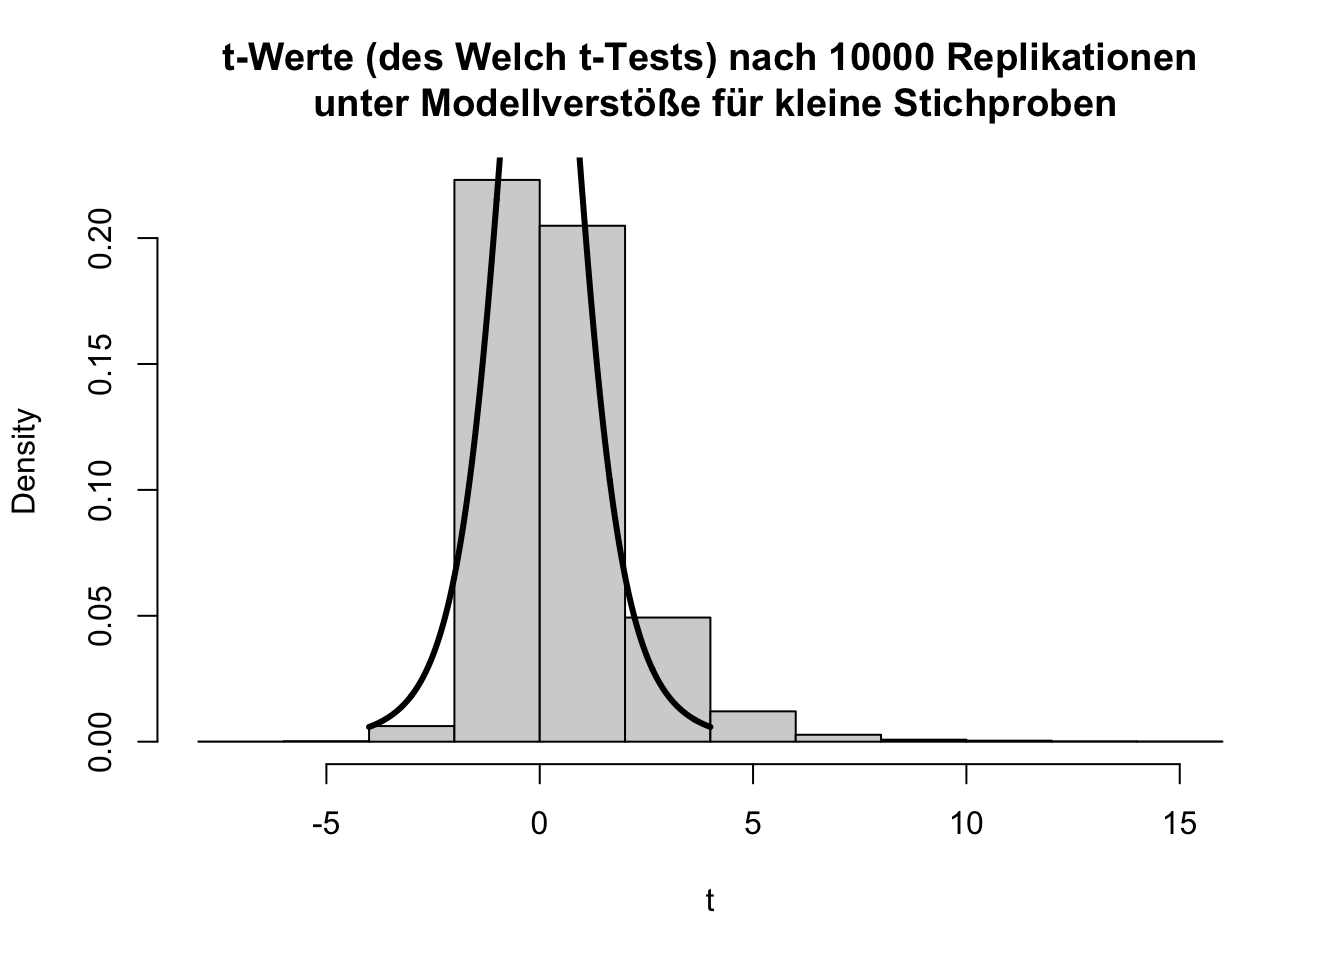 t-Werte (des Welch t-Tests) nach 10000 Replikationen
unter Modellverstöße für kleine Stichproben
Density
0.20
0.15
0.10
0.05
0.00
-5
0
5
10
15
t